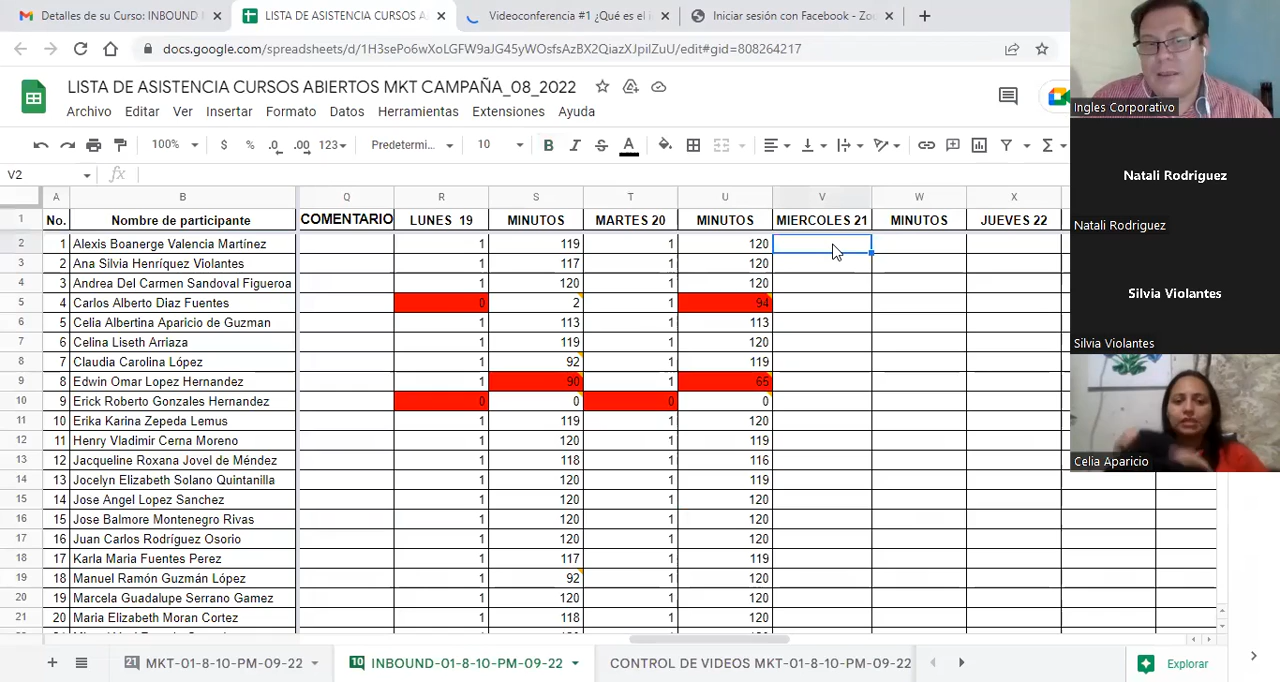 Detalles de su Curso: INBOUND M
LISTA DE ASISTENCIA CURSOS A
Videoconferencia #1 ¿Qué es el i
Iniciar sesión con Facebook - Zo
docs.google.com/spreadsheets/d/1H3sePo6wXoLGFW9aJG45yWOsfsAzBX2QiazXJpilZuU/edit#gid=808264217
LISTA DE ASISTENCIA CURSOS ABIERTOS MKT CAMPAÑA_08_2022
Archivo Editar Ver Insertar Formato Datos Herramientas Extensiones Ayuda
100% $ % .0 .00 123 Predetermi... 10 B I S A
V2 fx
A B Q R S T U V W X
1 No. Nombre de participante COMENTARIO LUNES 19 MINUTOS MARTES 20 MINUTOS MIERCOLES 21 MINUTOS JUEVES 22
2 1 Alexis Boanerge Valencia Martínez 1 119 1 120
3 2 Ana Silvia Henríquez Violantes 1 117 1 120
4 3 Andrea Del Carmen Sandoval Figueroa 1 120 1 120
5 4 Carlos Alberto Diaz Fuentes 0 2 1 94
6 5 Celia Albertina Aparicio de Guzman 1 113 1 113
7 6 Celina Liseth Arriaza 1 119 1 120
8 7 Claudia Carolina López 1 92 1 119
9 8 Edwin Omar Lopez Hernandez 1 90 1 65
10 9 Erick Roberto Gonzales Hernandez 0 0 0 0
11 10 Erika Karina Zepeda Lemus 1 119 1 120
12 11 Henry Vladimir Cerna Moreno 1 120 1 119
13 12 Jacqueline Roxana Jovel de Méndez 1 118 1 116
14 13 Jocelyn Elizabeth Solano Quintanilla 1 120 1 119
15 14 Jose Angel Lopez Sanchez 1 120 1 120
16 15 Jose Balmore Montenegro Rivas 1 120 1 120
17 16 Juan Carlos Rodríguez Osorio 1 120 1 120
18 17 Karla Maria Fuentes Perez 1 117 1 119
19 18 Manuel Ramón Guzmán López 1 92 1 120
20 19 Marcela Guadalupe Serrano Gamez 1 120 1 120
21 20 Maria Elizabeth Moran Cortez 1 118 1 120
21 MKT-01-8-10-PM-09-22 10 INBOUND-01-8-10-PM-09-22 CONTROL DE VIDEOS MKT-01-8-10-PM-09-22 Explorar
Ingles Corporativo
Natali Rodriguez
Natali Rodriguez
Silvia Violantes
Silvia Violantes
Celia Aparicio